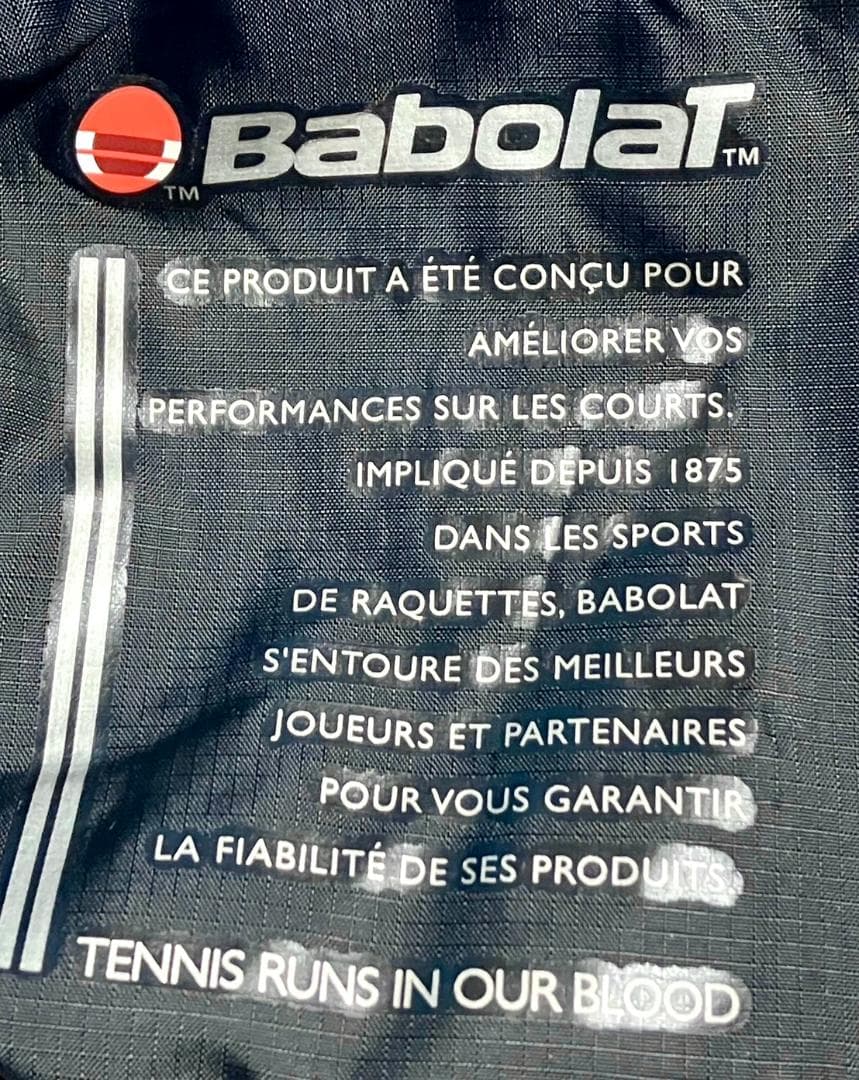 BabolaT™
™
CE PRODUIT A ÉTÉ CONÇU POUR
AMÉLIORER VOS
PERFORMANCES SUR LES COURTS.
IMPLIQUÉ DEPUIS 1875
DANS LES SPORTS
DE RAQUETTES, BABOLAT
S'ENTOURE DES MEILLEURS
JOUEURS ET PARTENAIRES
POUR VOUS GARANTIR
LA FIABILITÉ DE SES PRODUITS.
TENNIS RUNS IN OUR BLOOD